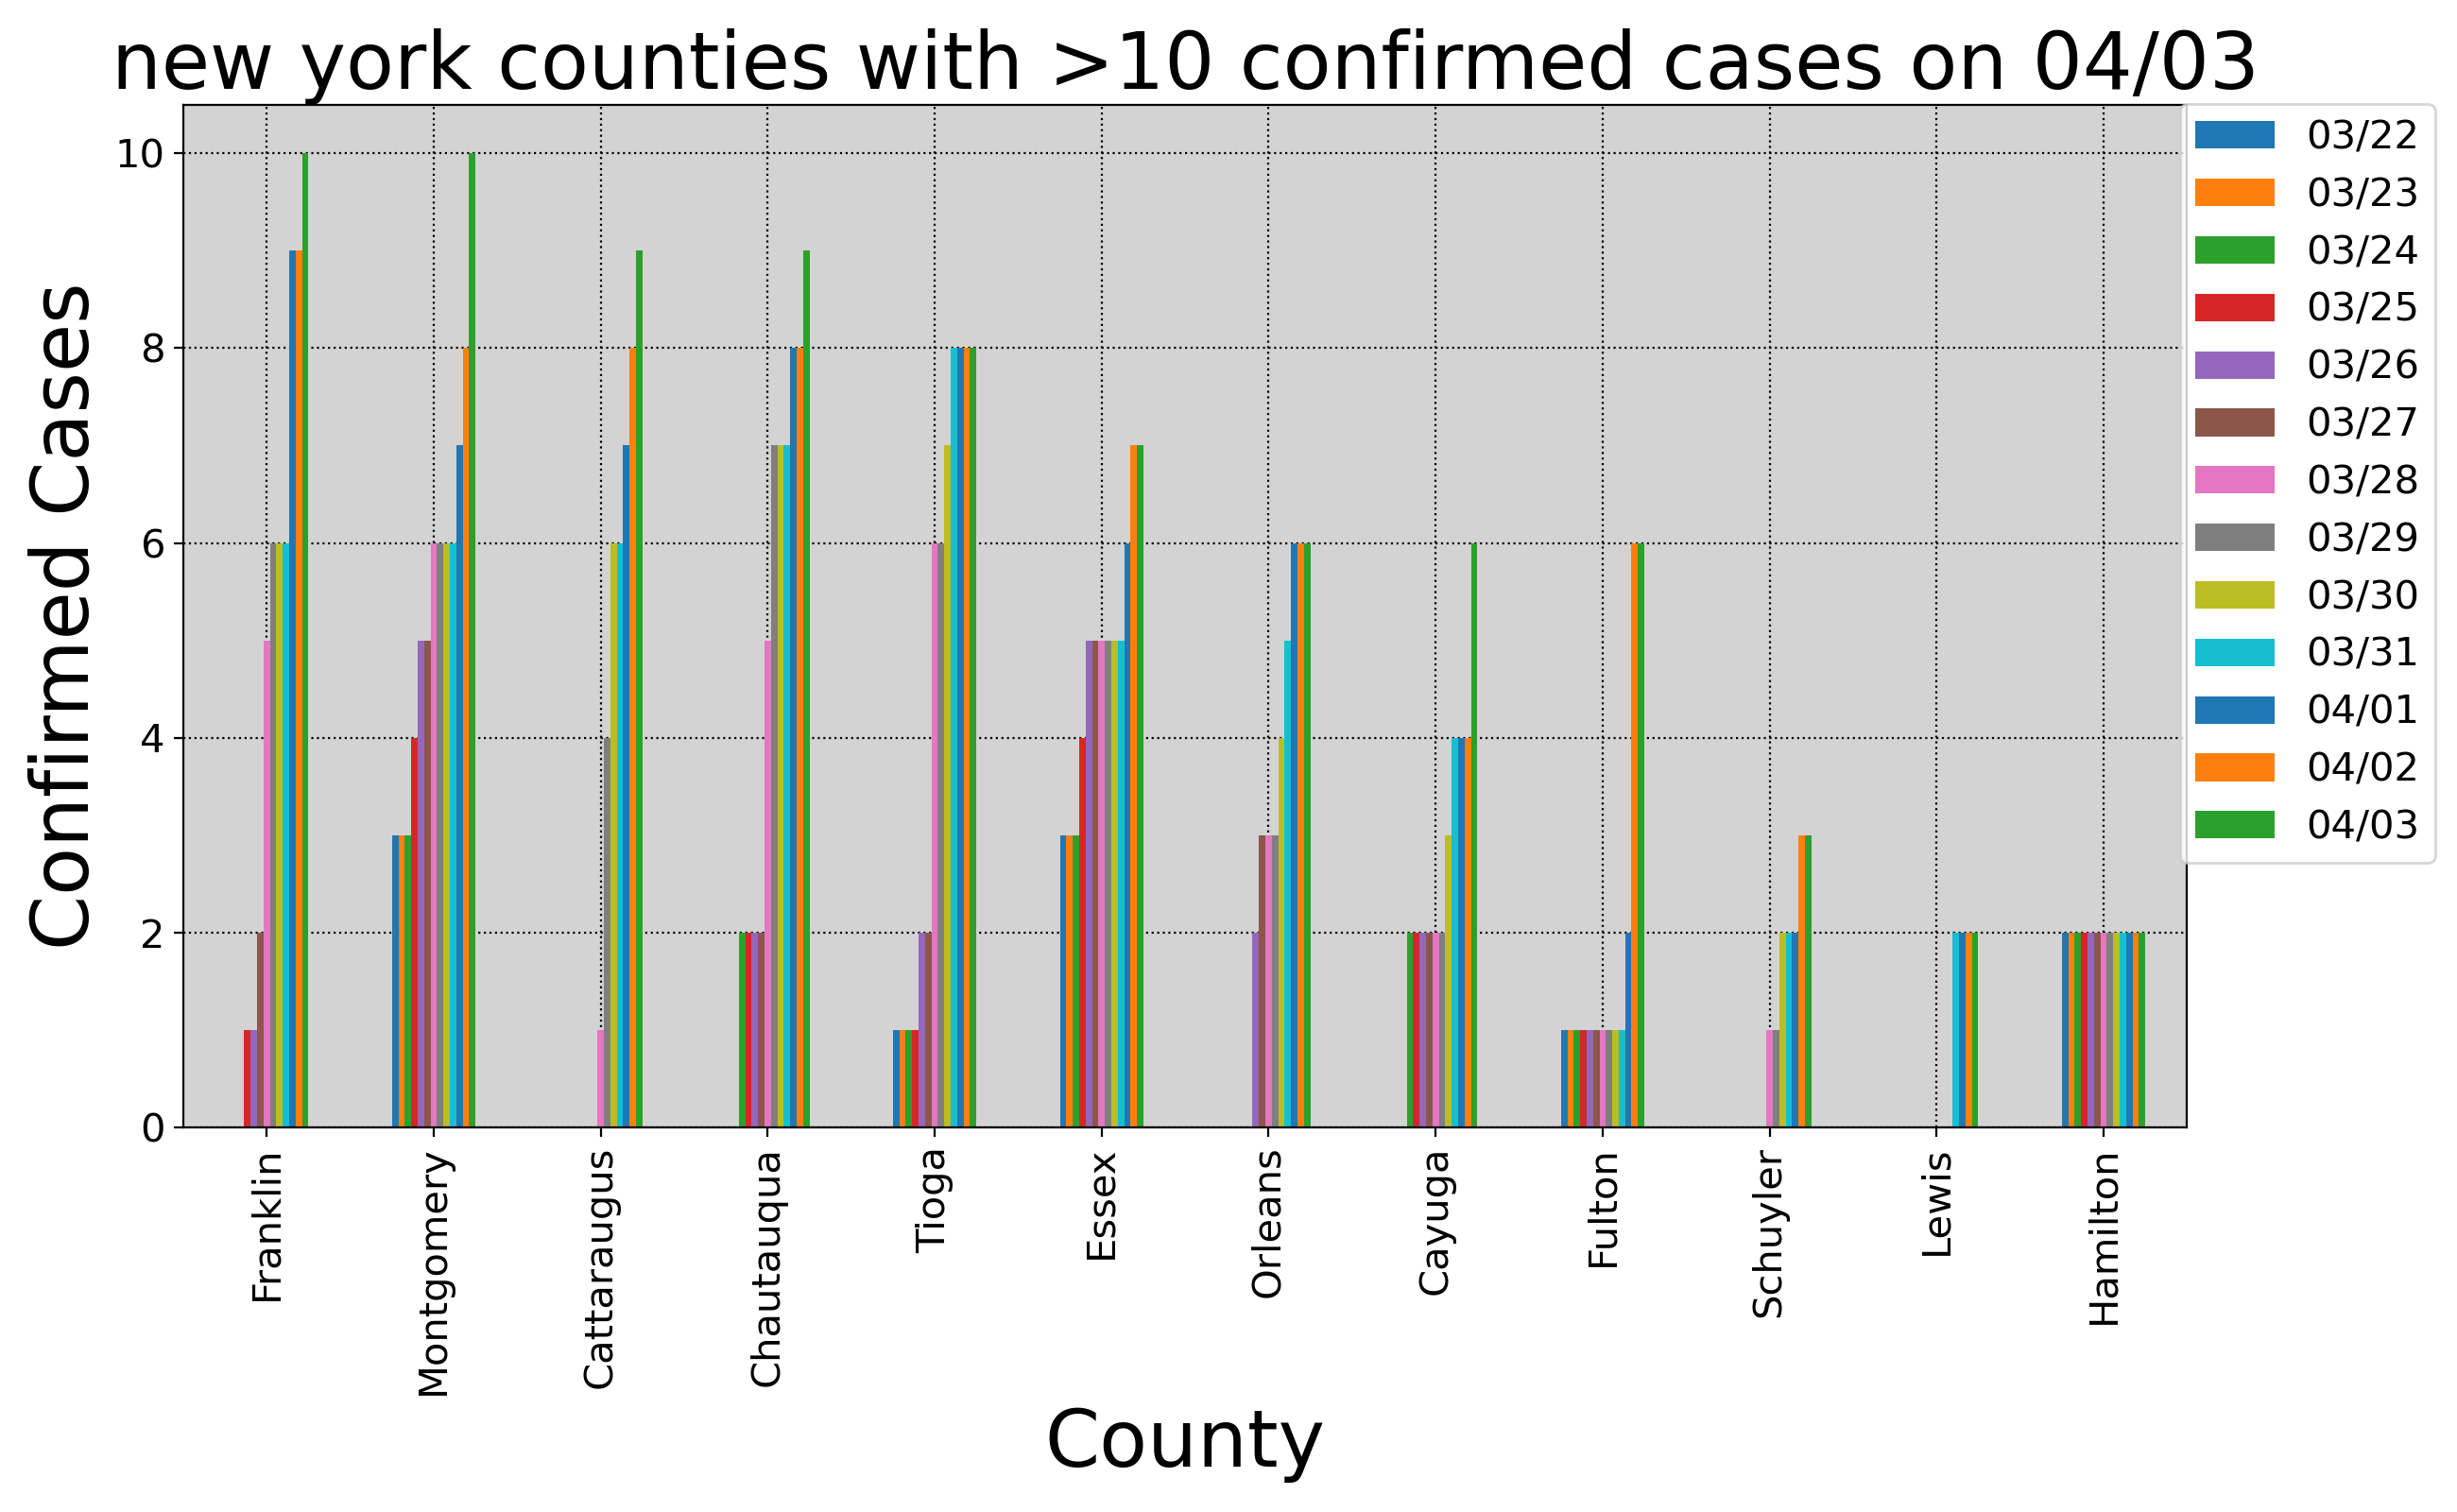 new york counties with >10 confirmed cases on 04/03
Confirmed Cases
10
8
6
4
2
0
03/22
03/23
03/24
03/25
03/26
03/27
03/28
03/29
03/30
03/31
04/01
04/02
04/03
Franklin
Montgomery
Cattaraugus
Chautauqua
Tioga
Essex
Orleans
Cayuga
Fulton
Schuyler
Lewis
Hamilton
County